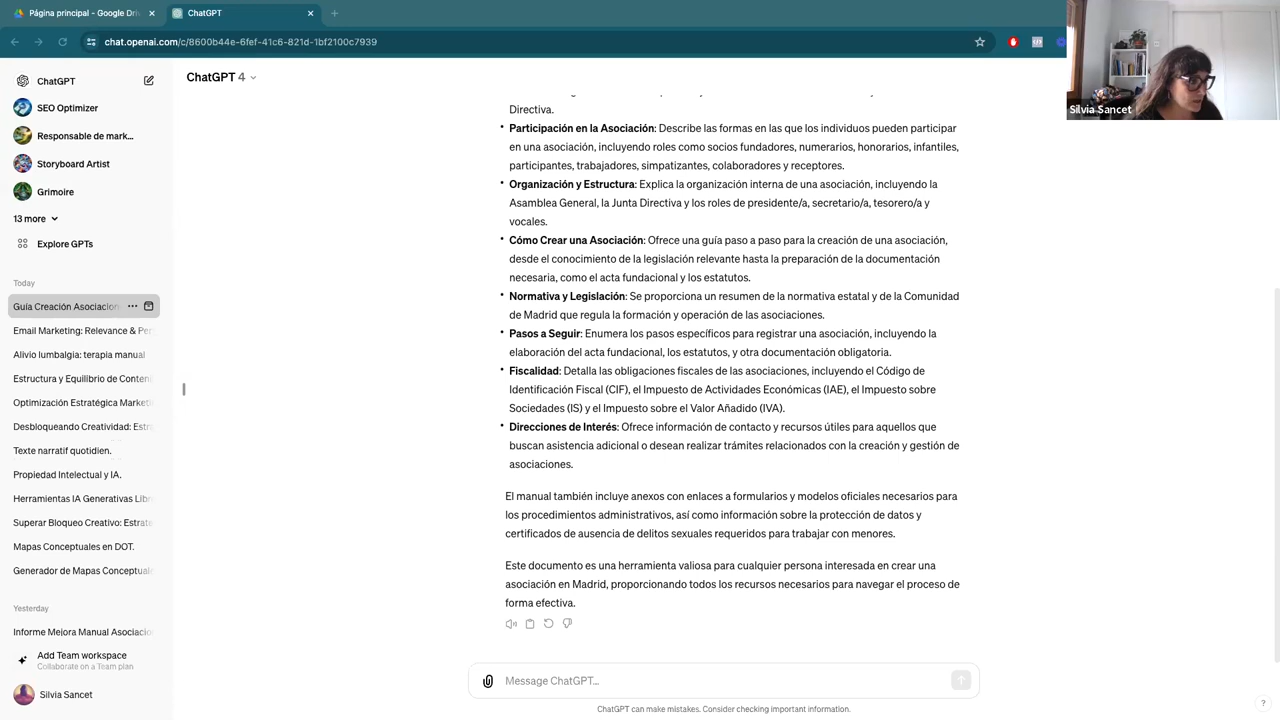 Página principal - Google Dri
ChatGPT
chat.openai.com/c/8600b44e-6fef-41c6-821d-1bf2100c7939
Silvia Sancet
ChatGPT
SEO Optimizer
Responsable de mark...
Storyboard Artist
Grimoire
13 more
Explore GPTs
Today
Guía Creación Asociacion
Email Marketing: Relevance & Per
Alivio lumbalgia: terapia manual
Estructura y Equilibrio de Conten
Optimización Estratégica Marketi
Desbloqueando Creatividad: Estr
Texte narratif quotidien.
Propiedad Intelectual y IA.
Herramientas IA Generativas Libr
Superar Bloqueo Creativo: Estrate
Mapas Conceptuales en DOT.
Generador de Mapas Conceptuale
Yesterday
Informe Mejora Manual Asociacio
Add Team workspace
Collaborate on a Team plan
Silvia Sancet
ChatGPT 4
Directiva.
• Participación en la Asociación: Describe las formas en las que los individuos pueden participar
en una asociación, incluyendo roles como socios fundadores, numerarios, honorarios, infantiles,
participantes, trabajadores, simpatizantes, colaboradores y receptores.
• Organización y Estructura: Explica la organización interna de una asociación, incluyendo la
Asamblea General, la Junta Directiva y los roles de presidente/a, secretario/a, tesorero/a y
vocales.
• Cómo Crear una Asociación: Ofrece una guía paso a paso para la creación de una asociación,
desde el conocimiento de la legislación relevante hasta la preparación de la documentación
necesaria, como el acta fundacional y los estatutos.
• Normativa y Legislación: Se proporciona un resumen de la normativa estatal y de la Comunidad
de Madrid que regula la formación y operación de las asociaciones.
• Pasos a Seguir: Enumera los pasos específicos para registrar una asociación, incluyendo la
elaboración del acta fundacional, los estatutos, y otra documentación obligatoria.
• Fiscalidad: Detalla las obligaciones fiscales de las asociaciones, incluyendo el Código de
Identificación Fiscal (CIF), el Impuesto de Actividades Económicas (IAE), el Impuesto sobre
Sociedades (IS) y el Impuesto sobre el Valor Añadido (IVA).
• Direcciones de Interés: Ofrece información de contacto y recursos útiles para aquellos que
buscan asistencia adicional o desean realizar trámites relacionados con la creación y gestión de
asociaciones.
El manual también incluye anexos con enlaces a formularios y modelos oficiales necesarios para
los procedimientos administrativos, así como información sobre la protección de datos y
certificados de ausencia de delitos sexuales requeridos para trabajar con menores.
Este documento es una herramienta valiosa para cualquier persona interesada en crear una
asociación en Madrid, proporcionando todos los recursos necesarios para navegar el proceso de
forma efectiva.
Message ChatGPT...
ChatGPT can make mistakes. Consider checking important information.
?